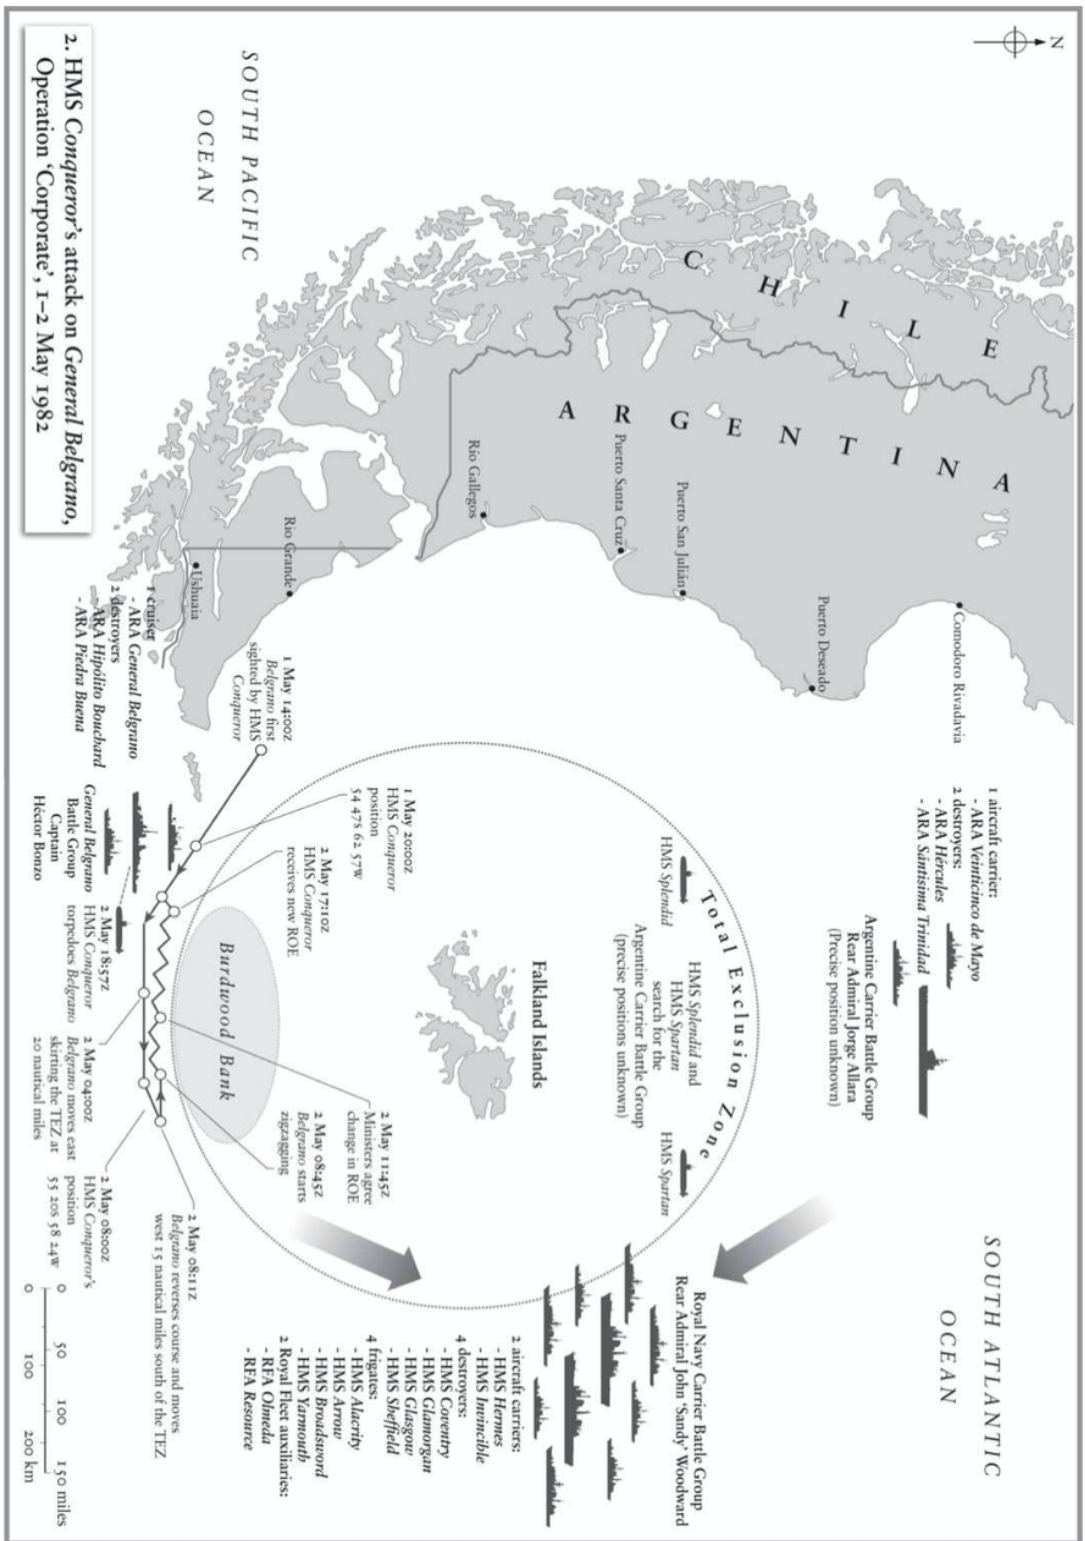 N
SOUTH PACIFIC
OCEAN
CHILE
ARGENTINA
Comodoro Rivadavia
Puerto Deseado
Puerto San Julián
Puerto Santa Cruz
Río Gallegos
Rio Grande
Ushuaia
SOUTH ATLANTIC
OCEAN
1 aircraft carrier:
- ARA Veinticinco de Mayo
2 destroyers:
- ARA Hércules
- ARA Sántisima Trinidad
Argentine Carrier Battle Group
Rear Admiral Jorge Allara
(Precise position unknown)
Total Exclusion Zone
HMS Splendid
HMS Splendid and
HMS Spartan
search for the
Argentine Carrier Battle Group
(precise positions unknown)
HMS Spartan
Falkland Islands
Royal Navy Carrier Battle Group
Rear Admiral John ‘Sandy’ Woodward
2 aircraft carriers:
- HMS Hermes
- HMS Invincible
4 destroyers:
- HMS Coventry
- HMS Glamorgan
- HMS Glasgow
- HMS Sheffield
4 frigates:
- HMS Alacrity
- HMS Arrow
- HMS Broadsword
- HMS Yarmouth
2 Royal Fleet auxiliaries:
- RFA Olmeda
- RFA Resource
1 May 14:00Z
Belgrano first
sighted by HMS
Conqueror
1 May 20:00Z
HMS Conqueror
position
54 47S 62 57W
2 May 17:10Z
HMS Conqueror
receives new ROE
Burdwood Bank
2 May 11:45Z
Ministers agree
change in ROE
2 May 08:45Z
Belgrano starts
zigzagging
2 May 08:11Z
Belgrano reverses course and moves
west 15 nautical miles south of the TEZ
1 cruiser
- ARA General Belgrano
2 destroyers
- ARA Hipólito Bouchard
- ARA Piedra Buena
General Belgrano
Battle Group
Captain
Héctor Bonzo
2 May 18:57Z
HMS Conqueror
torpedoes Belgrano
2 May 04:00Z
Belgrano moves east
skirting the TEZ at
20 nautical miles
2 May 08:00Z
HMS Conqueror's
position
55 20S 58 24W
0 50 100 150 miles
0 100 200 km
2. HMS Conqueror's attack on General Belgrano,
Operation ‘Corporate’, 1–2 May 1982